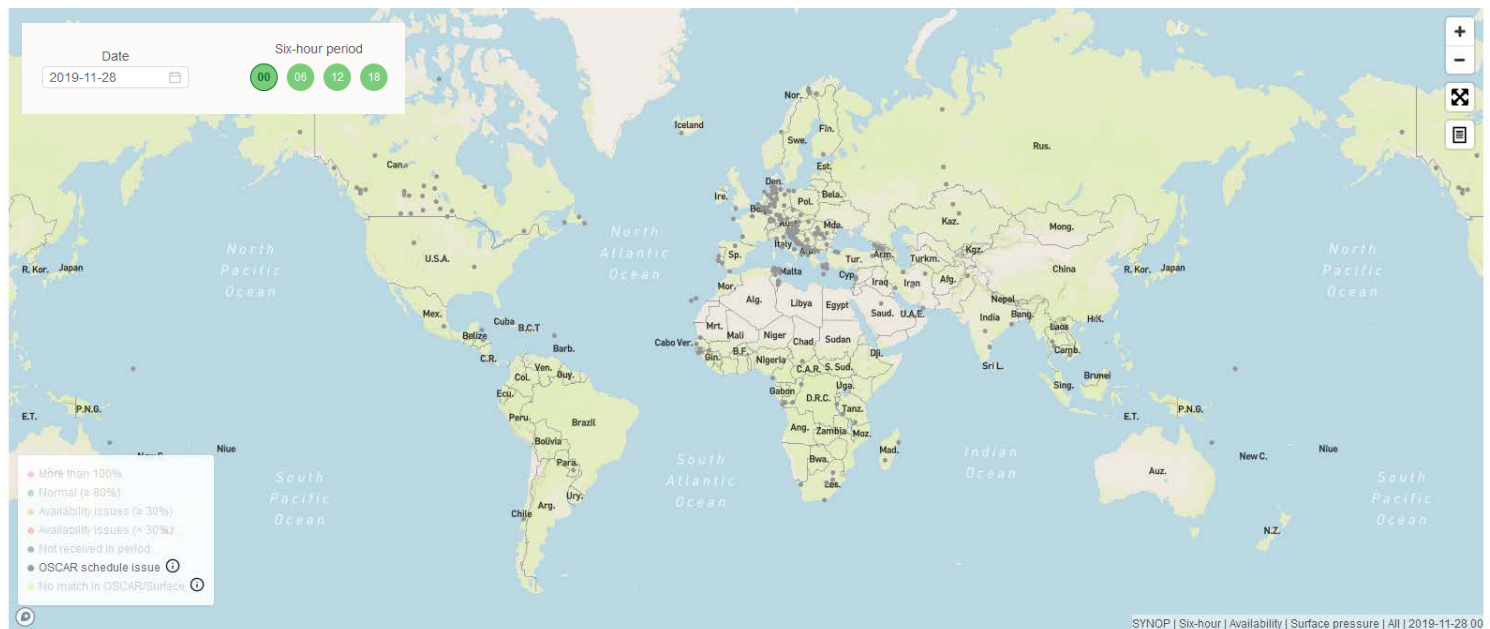 Date
Six-hour period
2019-11-28
00 06 12 18
+
−
Nor.
Iceland
Fin.
Swe.
Rus.
Can.
Est.
Den.
Ire.
Bela.
Pol.
Mda.
Kaz.
Mong.
North
Atlantic
Ocean
North
Pacific
Ocean
North
Pacific
Ocean
Italy
U.S.A.
Sp.
Tur.
Arm.
Turkm.
Kgz.
R. Kor. Japan
Malta
Cyp.
China
R. Kor. Japan
Mor.
Iraq
Iran
Afg.
Alg.
Libya
Egypt
Saud.
U.A.E.
Nepal
Bang.
India
Laos
H.K.
Mex.
Cuba
B.C.T
Belize
Mrt.
Mali
Niger
Chad
Sudan
Cabo Ver.
Barb.
C.R.
Gin.
B.F.
Nigeria
C.A.R.
S. Sud.
Dji.
Camb.
Ven.
Guy.
Col.
Sri L.
Brunei
Sing.
Ecu.
Gabon
Uga.
D.R.C.
P.N.G.
E.T.
Peru
Brazil
Tanz.
P.N.G.
E.T.
Ang.
Zambia
Moz.
Bolivia
Niue
New C.
Mad.
Indian
Ocean
New C.
Niue
Para.
Bwa.
South
Pacific
Ocean
South
Atlantic
Ocean
Auz.
South
Pacific
Ocean
Les.
Ury.
Arg.
Chile
N.Z.
More than 100%
Normal (≥ 80%)
Availability issues (≥ 30%)
Availability issues (< 30%)
Not received in period
OSCAR schedule issue
No match in OSCAR/Surface
SYNOP | Six-hour | Availability | Surface pressure | All | 2019-11-28 00